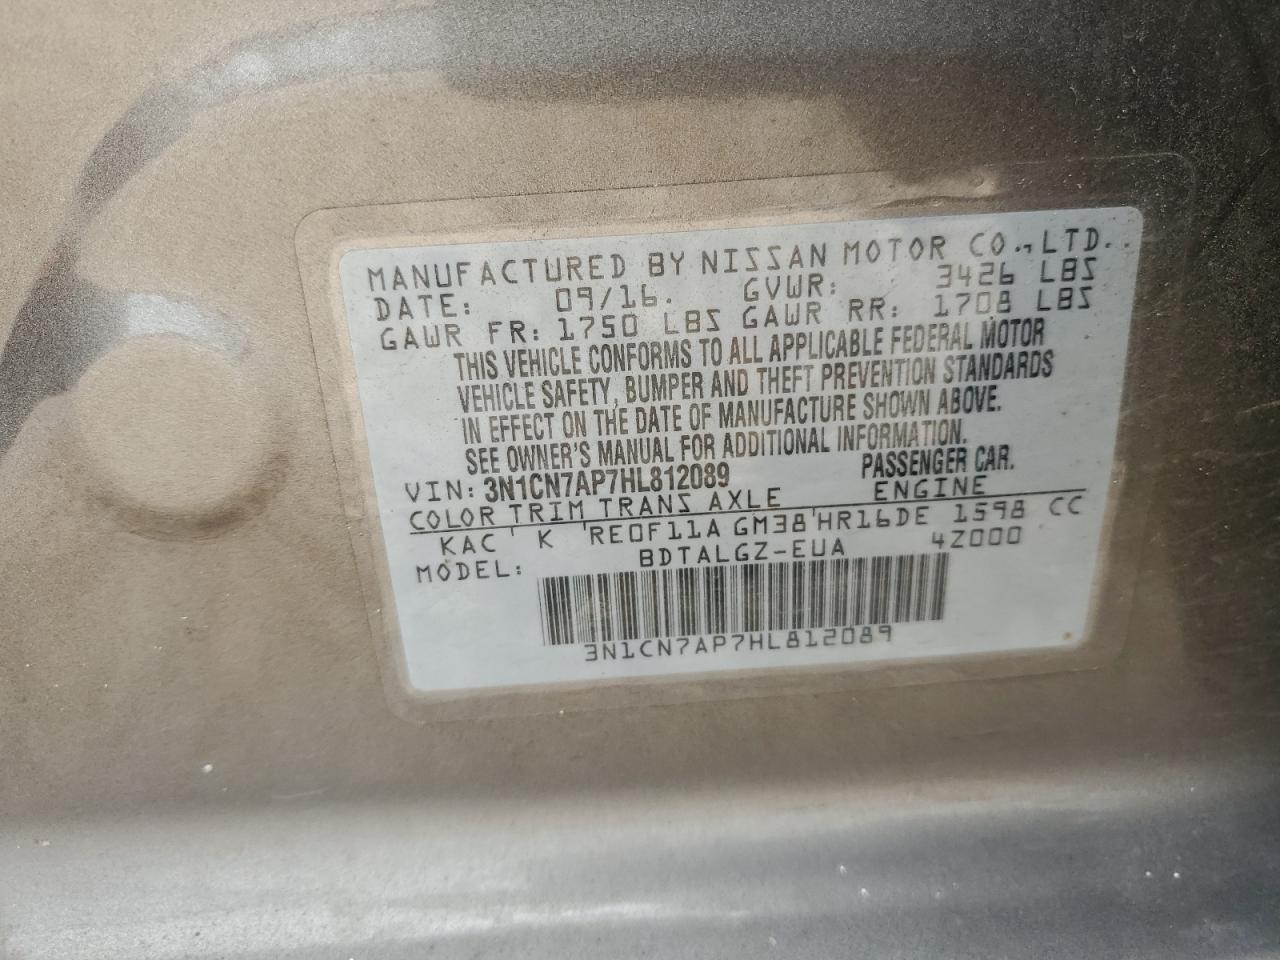 MANUFACTURED BY NISSAN MOTOR CO.,LTD..
DATE: 09/16. GVWR: 3426 LBS
GAWR FR: 1750 LBS GAWR RR: 1708 LBS
THIS VEHICLE CONFORMS TO ALL APPLICABLE FEDERAL MOTOR
VEHICLE SAFETY, BUMPER AND THEFT PREVENTION STANDARDS
IN EFFECT ON THE DATE OF MANUFACTURE SHOWN ABOVE.
SEE OWNER'S MANUAL FOR ADDITIONAL INFORMATION.
VIN: 3N1CN7AP7HL812089 PASSENGER CAR.
COLOR TRIM TRANS AXLE ENGINE
KAC ' K 'RE0F11A GM38'HR16DE 1598 CC
MODEL: BDTALGZ-EUA 4Z000
3N1CN7AP7HL812089